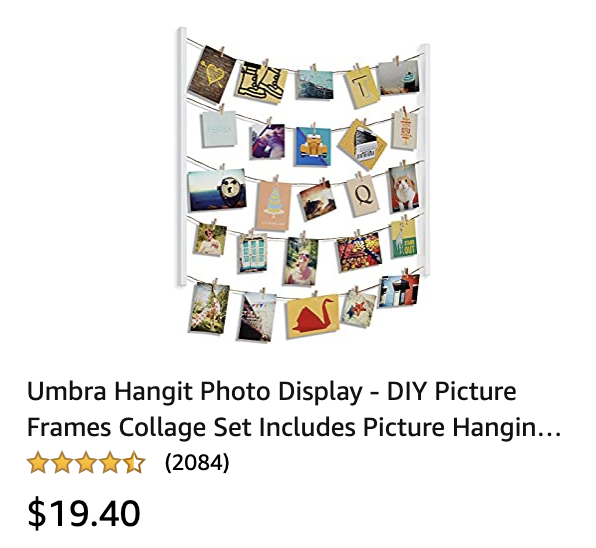 T
Q
Umbra Hangit Photo Display - DIY Picture
Frames Collage Set Includes Picture Hangin...
(2084)
$19.40